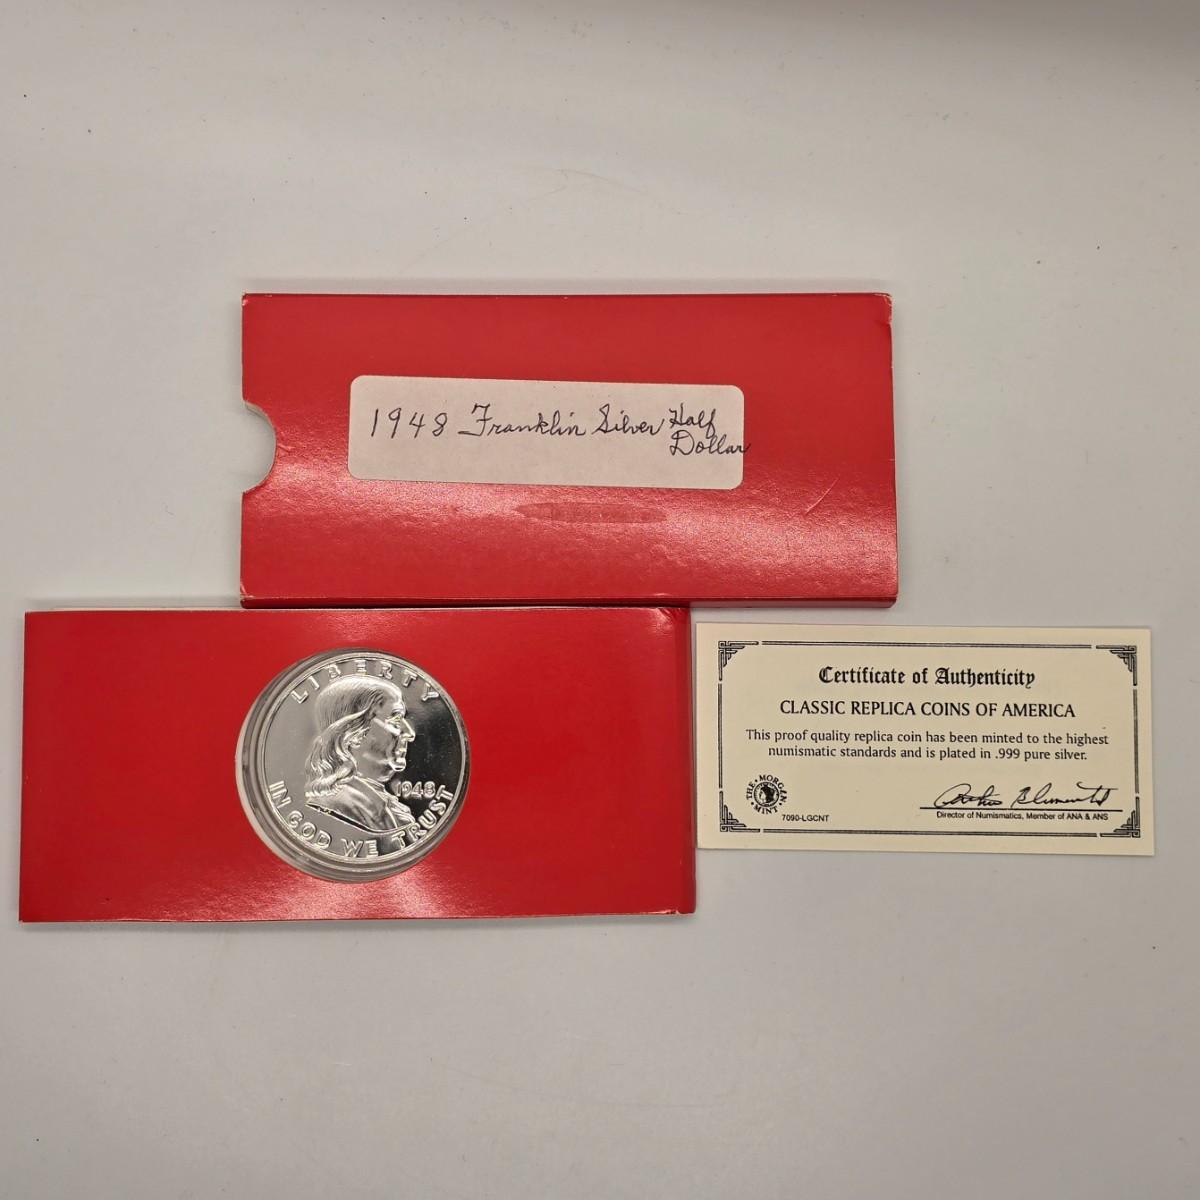 1948 Franklin Silver Half
Dollar
LIBERTY
1948
IN GOD WE TRUST
Certificate of Authenticity
CLASSIC REPLICA COINS OF AMERICA
This proof quality replica coin has been minted to the highest
numismatic standards and is plated in .999 pure silver.
THE MORGAN MINT
7090-LGCNT
Director of Numismatics, Member of ANA & ANS